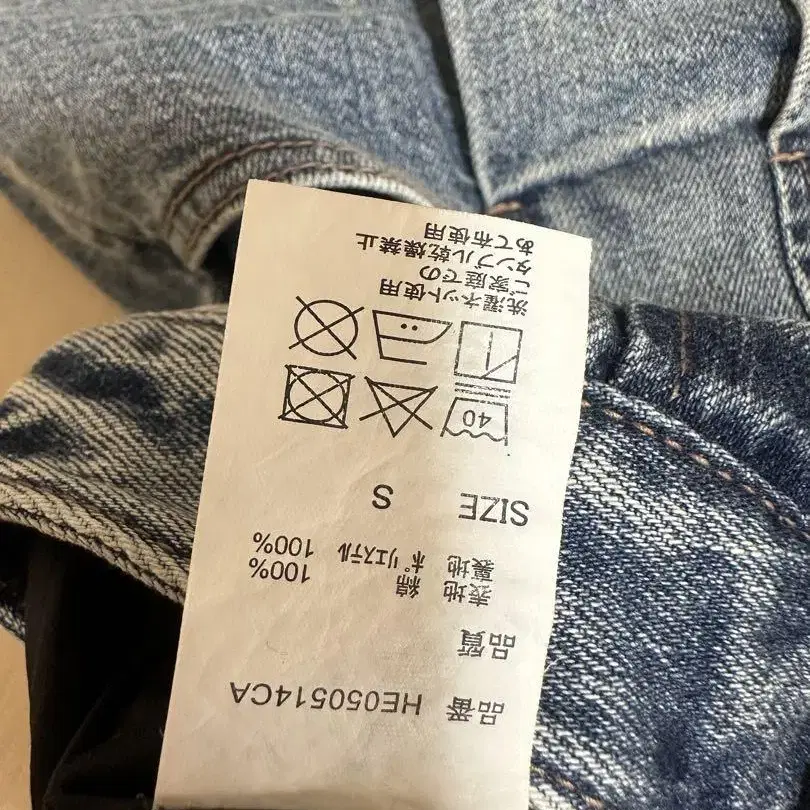 品番 HE050514CA
品質
表地 綿 100%
裏地 ポリエステル 100%
SIZE S
40
洗濯ネット使用
ご家庭での
タンブル乾燥禁止
あて布使用